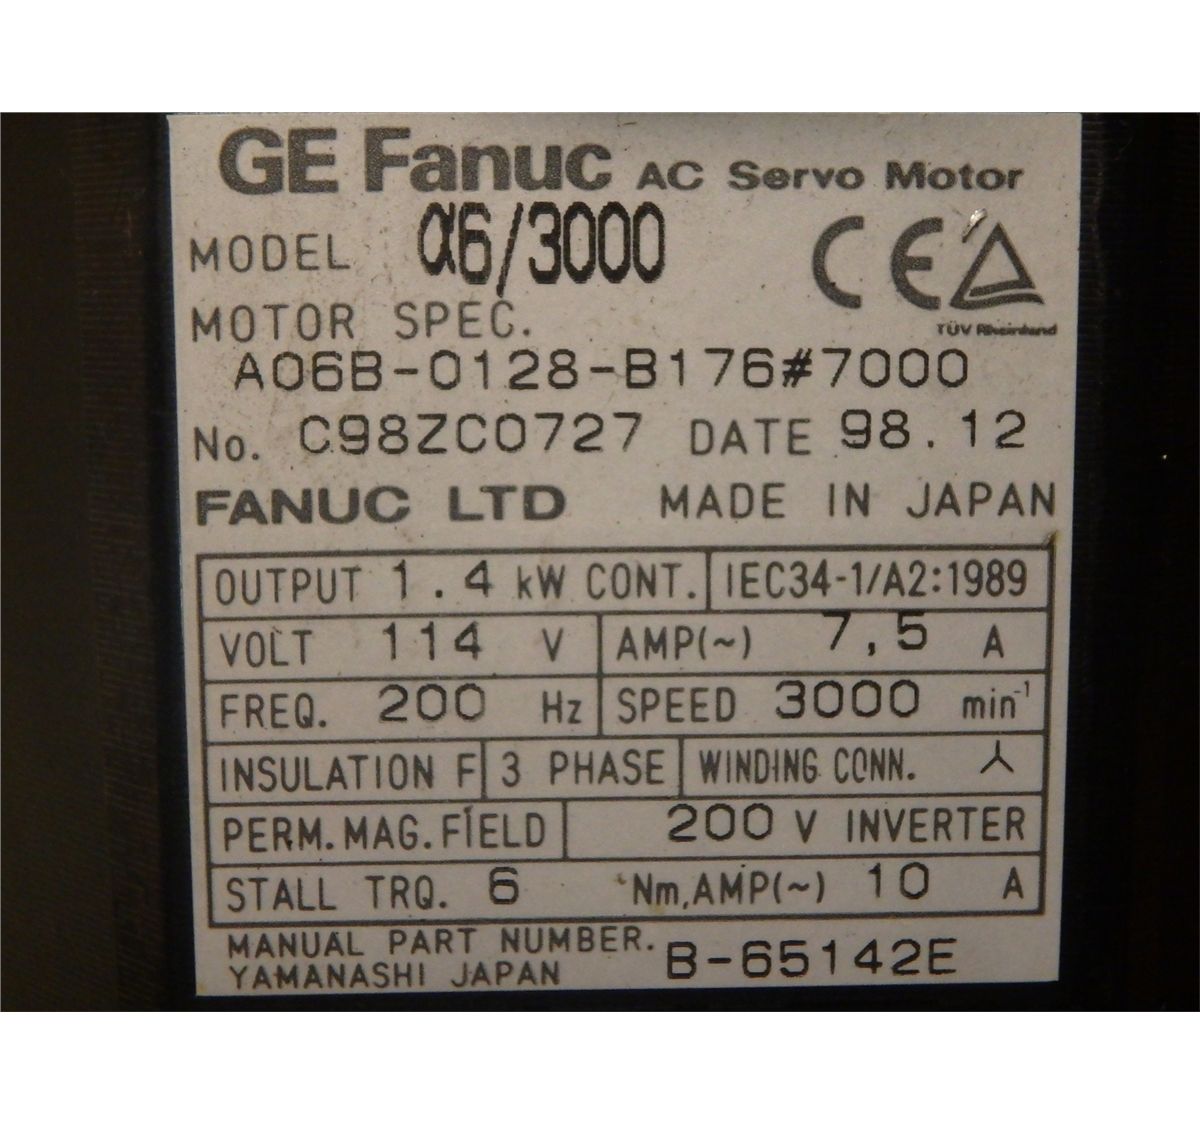 GE Fanuc AC Servo Motor
MODEL α6/3000
CE
TÜV Rheinland
MOTOR SPEC.
A06B-0128-B176#7000
No. C98ZC0727 DATE 98.12
FANUC LTD MADE IN JAPAN
OUTPUT 1.4 kW CONT. IEC34-1/A2:1989
VOLT 114 V AMP(~) 7,5 A
FREQ. 200 Hz SPEED 3000 min⁻¹
INSULATION F 3 PHASE WINDING CONN. ⅄
PERM.MAG.FIELD 200 V INVERTER
STALL TRQ. 6 Nm,AMP(~) 10 A
MANUAL PART NUMBER. B-65142E
YAMANASHI JAPAN